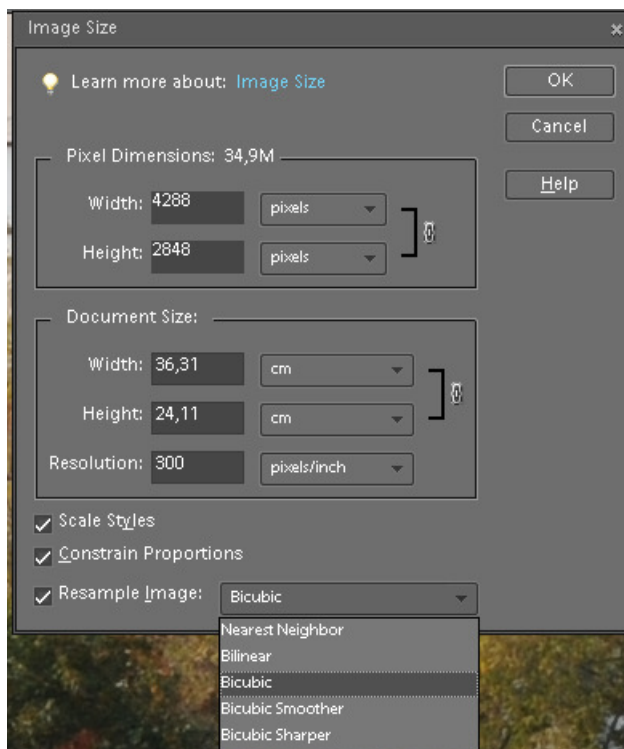 Image Size
Learn more about: Image Size
OK
Cancel
Help
Pixel Dimensions: 34,9M
Width: 4288 pixels
Height: 2848 pixels
Document Size:
Width: 36,31 cm
Height: 24,11 cm
Resolution: 300 pixels/inch
Scale Styles
Constrain Proportions
Resample Image: Bicubic
Nearest Neighbor
Bilinear
Bicubic
Bicubic Smoother
Bicubic Sharper